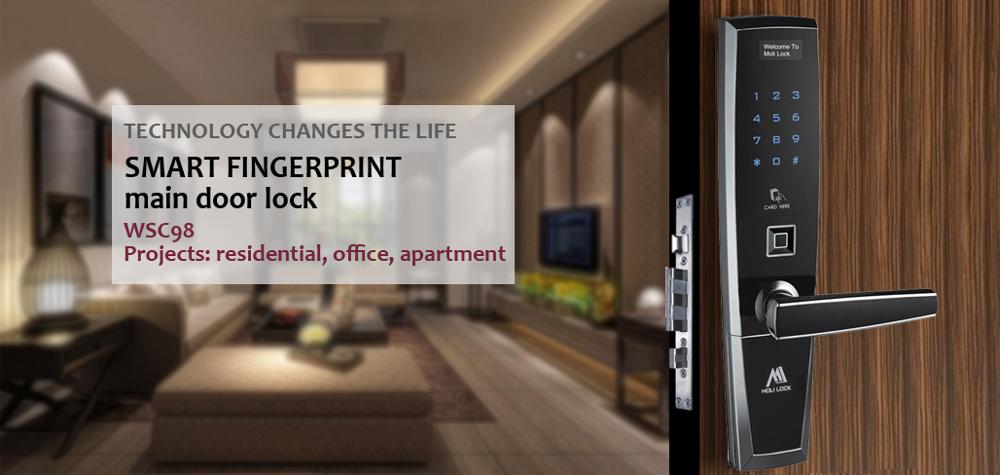 TECHNOLOGY CHANGES THE LIFE
SMART FINGERPRINT
main door lock
WSC98
Projects: residential, office, apartment
Welcome To
Moli Lock
1 2 3
4 5 6
7 8 9
* 0 #
CARD HERE
MOLI LOCK